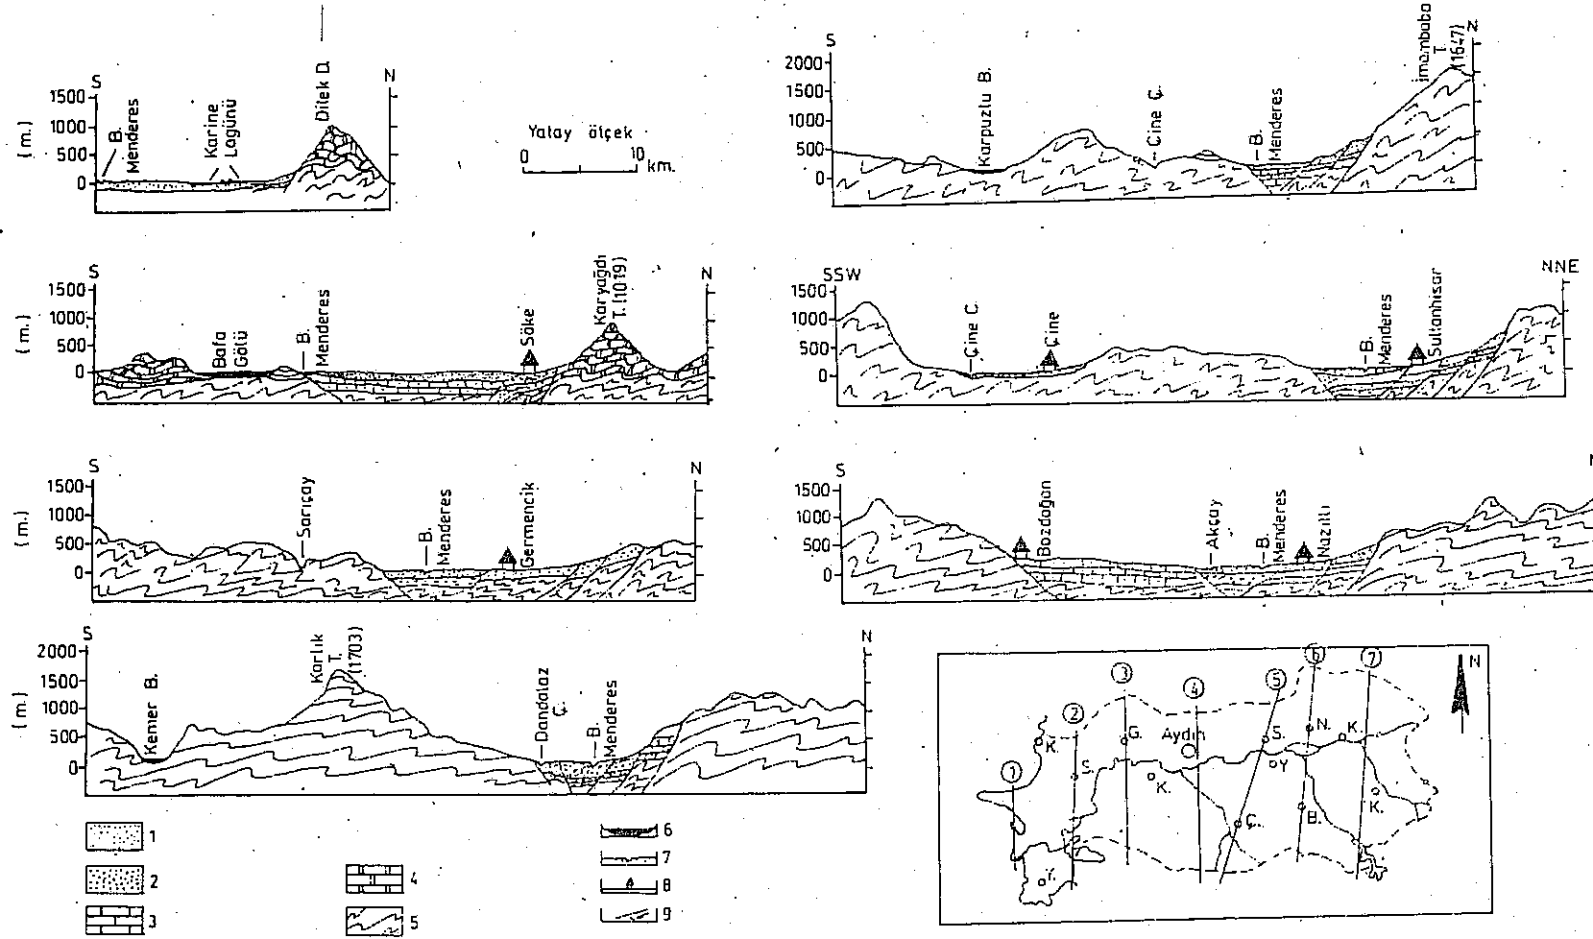 S
N
1500
1000
500
0
(m.)
B.
Menderes
Karine
Lagünü
Dilek D.
Yatay ölçek
0
10
km.
S
N
2000
1500
1000
500
0
Karpuzlu B.
Çine Ç.
B.
Menderes
imambaba
T.
(1647)
S
N
1500
1000
500
0
(m.)
Bafa
Gölü
B.
Menderes
Söke
Karyağdı
T. (1019)
SSW
NNE
1500
1000
500
0
Çine Ç.
Çine
B.
Menderes
Sultanhisar
S
N
1500
1000
500
0
(m.)
Sarıçay
B.
Menderes
Germencik
S
1500
1000
500
0
Bozdoğan
Akçay
B.
Menderes
Nazilli
S
N
2000
1500
1000
500
0
(m.)
Kemer B.
Karlık
T.
(1703)
Dandalaz
Ç.
B.
Menderes
1
2
3
4
5
6
7
8
9
N
1
2
3
4
5
6
7
K.
S.
G.
Aydın
K.
S.
Y
N.
K.
Ç.
B.
K.
Y.